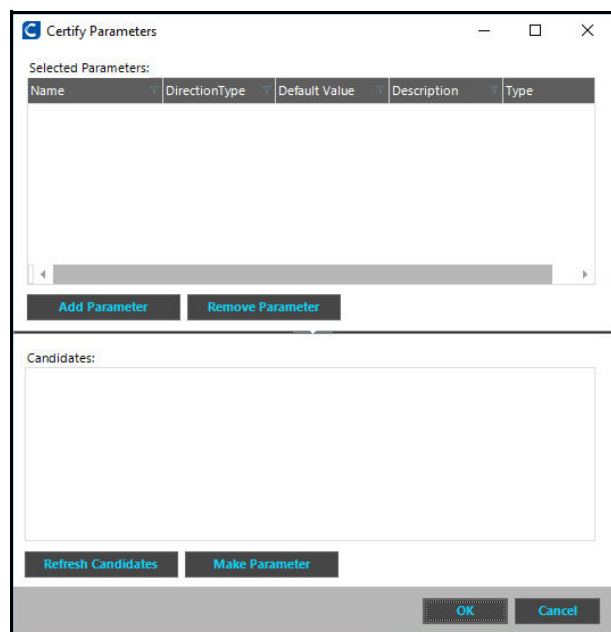 Certify Parameters
Selected Parameters:
Name DirectionType Default Value Description Type
Add Parameter Remove Parameter
Candidates:
Refresh Candidates Make Parameter
OK Cancel